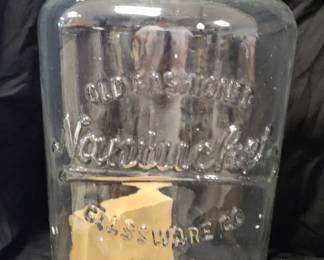 OLD FASHIONED
Nantucket
GLASSWARE CO